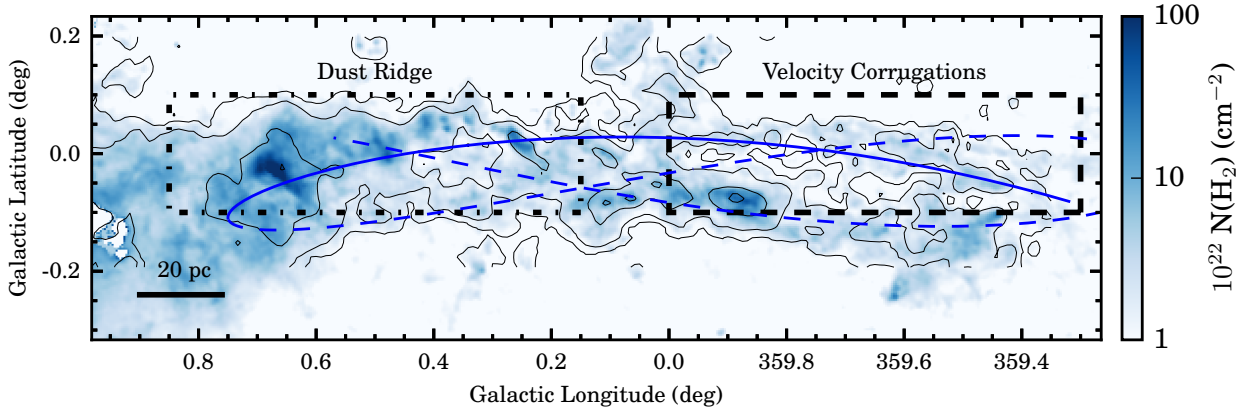 Dust Ridge
Velocity Corrugations
20 pc
0.2
0.0
-0.2
Galactic Latitude (deg)
0.8
0.6
0.4
0.2
0.0
359.8
359.6
359.4
Galactic Longitude (deg)
100
10
1
10²² N(H₂) (cm⁻²)